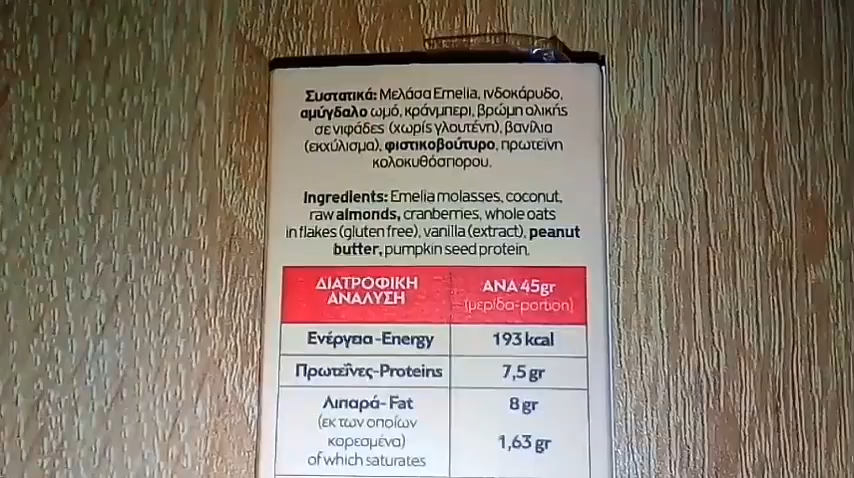 Συστατικά: Μελάσα Emelia, ινδοκάρυδο,
αμύγδαλο ωμό, κράνμπερι, βρώμη ολικής
σε νιφάδες (χωρίς γλουτένη), βανίλια
(εκχύλισμα), φιστικοβούτυρο, πρωτεΐνη
κολοκυθόσπορου.
Ingredients: Emelia molasses, coconut,
raw almonds, cranberries, whole oats
in flakes (gluten free), vanilla (extract), peanut
butter, pumpkin seed protein.
ΔΙΑΤΡΟΦΙΚΗ
ΑΝΑΛΥΣΗ
ΑΝΑ 45gr
(μερίδα-portion)
Ενέργεια-Energy
193 kcal
Πρωτεΐνες-Proteins
7,5 gr
Λιπαρά- Fat
8 gr
(εκ των οποίων
κορεσμένα)
of which saturates
1,63 gr